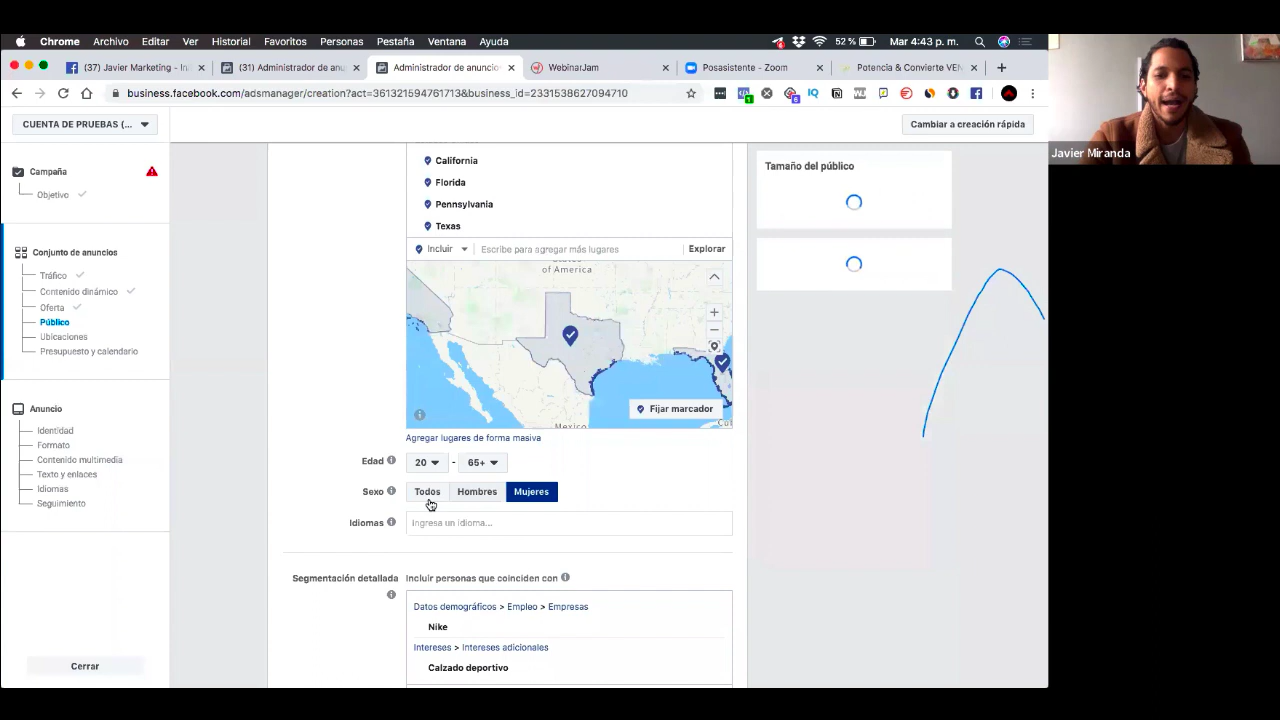 Chrome Archivo Editar Ver Historial Favoritos Personas Pestaña Ventana Ayuda 52 % Mar 4:43 p. m.
(37) Javier Marketing - In
(31) Administrador de anu
Administrador de anuncio
WebinarJam
Posasistente - Zoom
Potencia & Convierte VEN
business.facebook.com/adsmanager/creation?act=361321594761713&business_id=2331538627094710
CUENTA DE PRUEBAS (...
Cambiar a creación rápida
Javier Miranda
Campaña
Objetivo
Conjunto de anuncios
Tráfico
Contenido dinámico
Oferta
Público
Ubicaciones
Presupuesto y calendario
Anuncio
Identidad
Formato
Contenido multimedia
Texto y enlaces
Idiomas
Seguimiento
Cerrar
California
Florida
Pennsylvania
Texas
Incluir Escribe para agregar más lugares Explorar
of America
Mexico
Fijar marcador
Agregar lugares de forma masiva
Edad 20 - 65+
Sexo Todos Hombres Mujeres
Idiomas Ingresa un idioma...
Segmentación detallada Incluir personas que coinciden con
Datos demográficos > Empleo > Empresas
Nike
Intereses > Intereses adicionales
Calzado deportivo
Tamaño del público